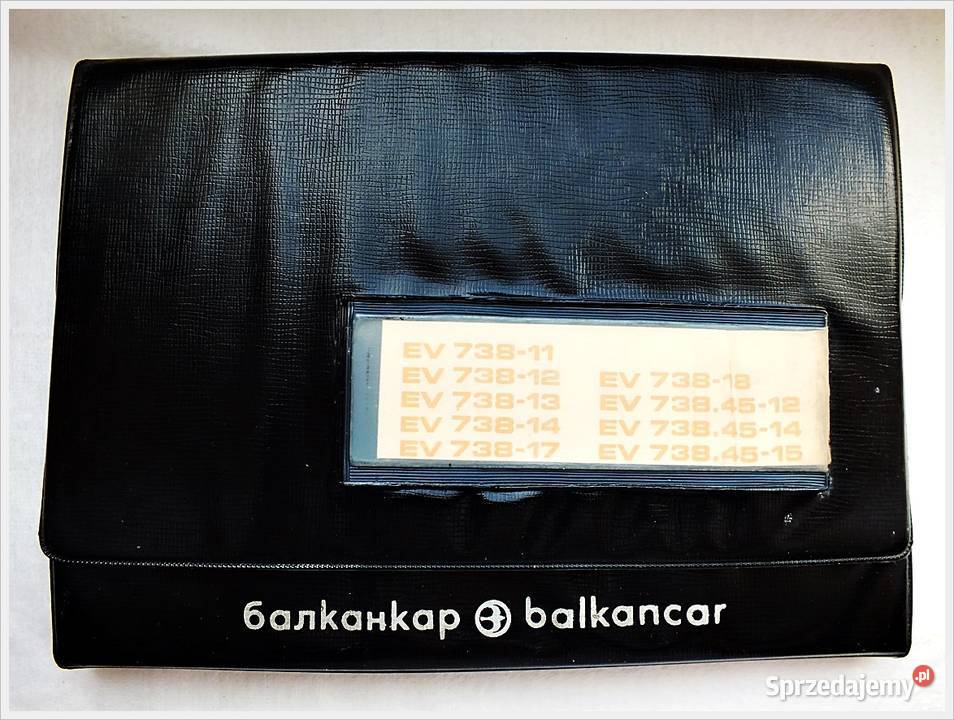 EV 738-11
EV 738-12
EV 738-13
EV 738-14
EV 738-17
EV 738-18
EV 738.45-12
EV 738.45-14
EV 738.45-15
балканкар balkancar
Sprzedajemy.pl